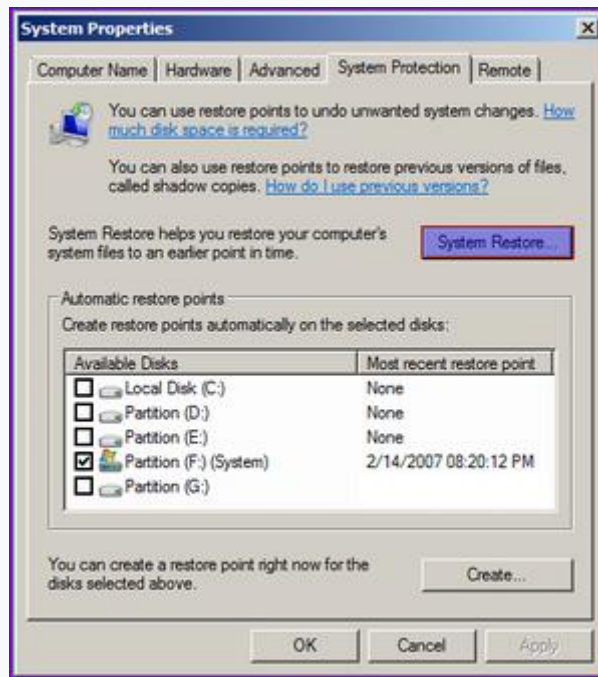 System Properties
Computer Name
Hardware
Advanced
System Protection
Remote
You can use restore points to undo unwanted system changes. How
much disk space is required?
You can also use restore points to restore previous versions of files,
called shadow copies. How do I use previous versions?
System Restore helps you restore your computer's
system files to an earlier point in time.
System Restore...
Automatic restore points
Create restore points automatically on the selected disks:
Available Disks Most recent restore point
Local Disk (C:) None
Partition (D:) None
Partition (E:) None
Partition (F:) (System) 2/14/2007 08:20:12 PM
Partition (G:)
You can create a restore point right now for the
disks selected above.
Create...
OK Cancel Apply